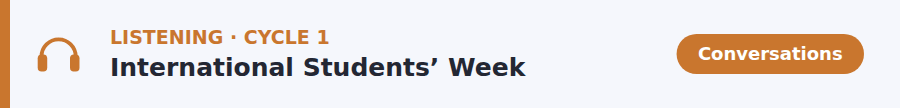 LISTENING · CYCLE 1
International Students’ Week
Conversations